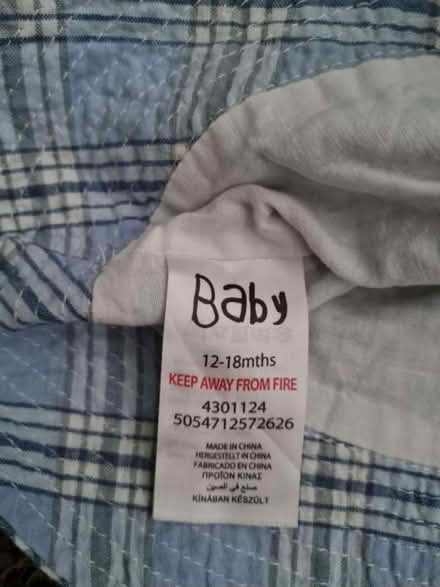 Baby
12-18mths
KEEP AWAY FROM FIRE
4301124
5054712572626
MADE IN CHINA
HERGESTELLT IN CHINA
FABRICADO EN CHINA
ΠΡΟΪΟΝ ΚΙΝΑΣ
صنع في الصين
KÍNÁBAN KÉSZÜLT